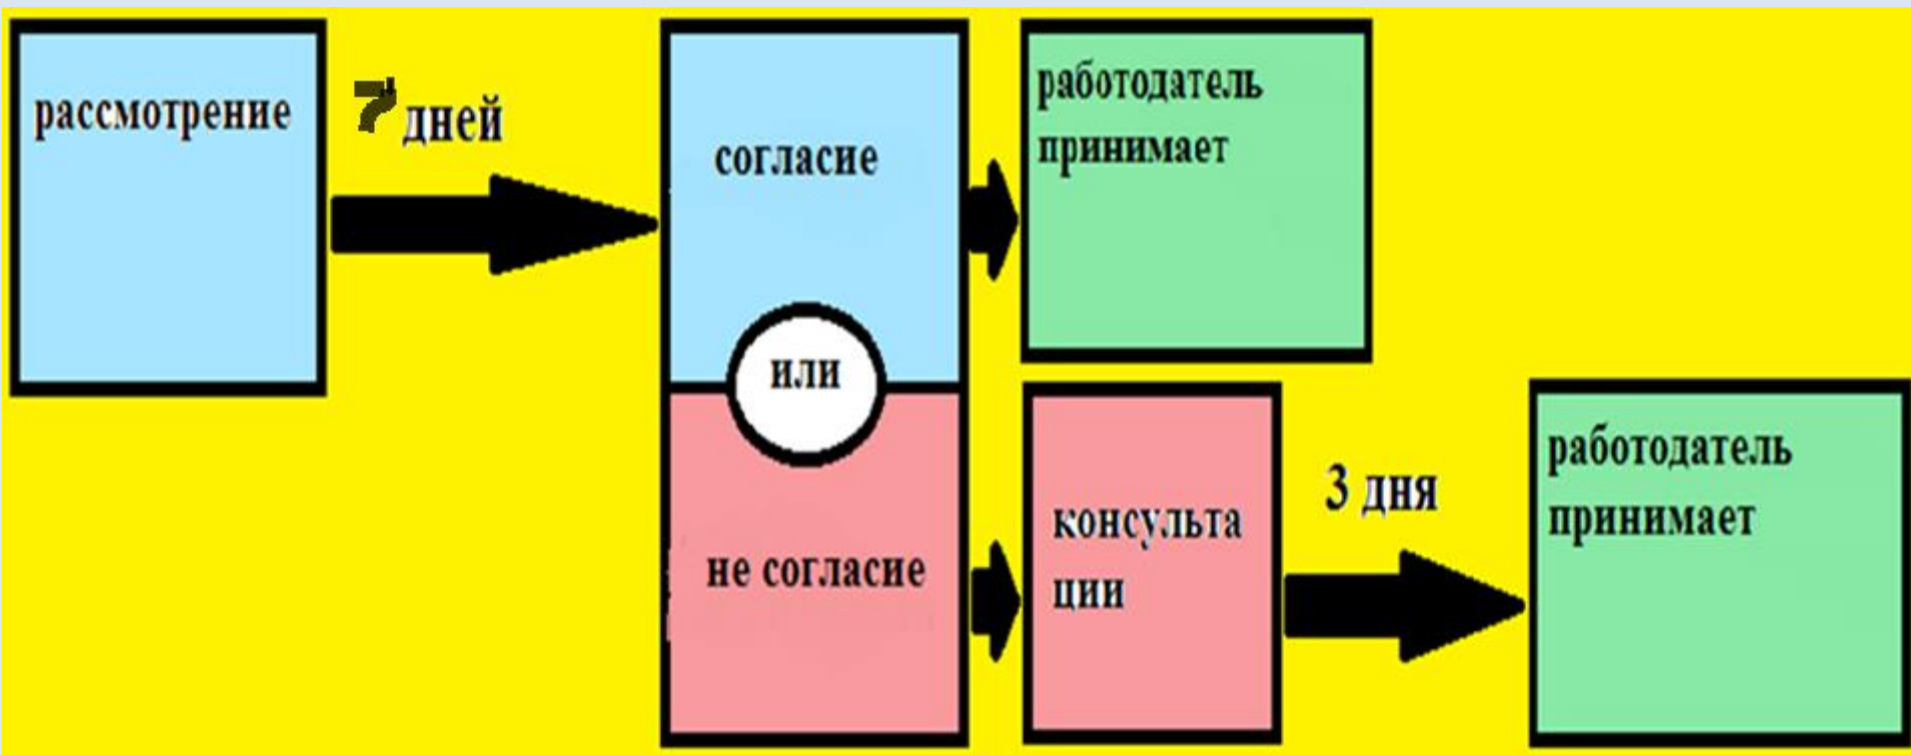 рассмотрение
7 дней
согласие
или
не согласие
работодатель
принимает
консульта
ции
3 дня
работодатель
принимает